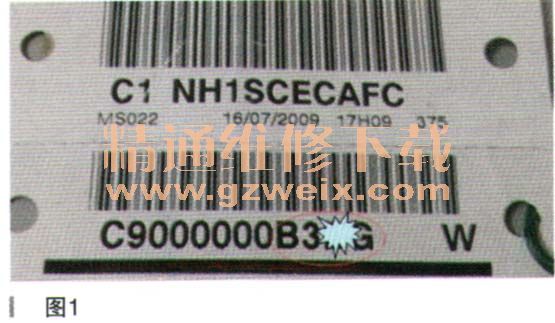 C1 NH1SCECAFC
MS022 16/07/2009 17H09 375
精通维修下载
www.gzweix.com
C9000000B3 G W
图1